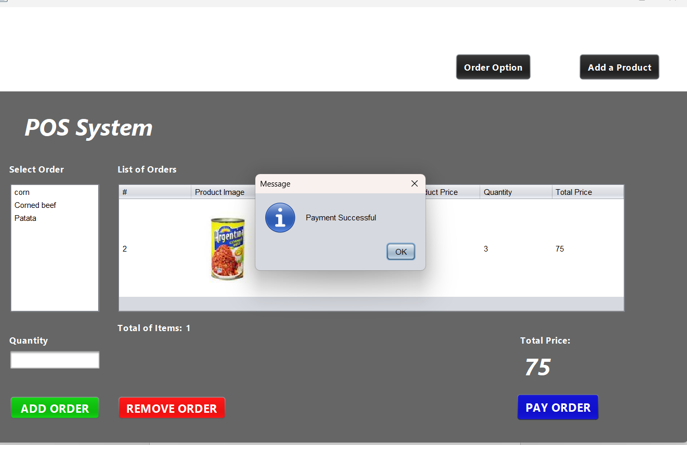 Order Option
Add a Product
POS System
Select Order
List of Orders
corn
Corned beef
Patata
#
Product Image
Price
Quantity
Total Price
2
Argentina
3
75
Message
Payment Successful
OK
Total of Items: 1
Quantity
Total Price:
75
ADD ORDER
REMOVE ORDER
PAY ORDER